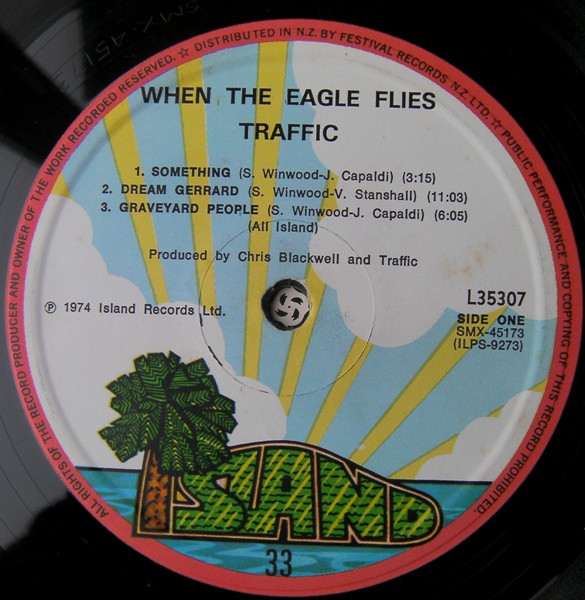 SMX-45173
ALL RIGHTS OF THE RECORD PRODUCER AND OWNER OF THE WORK RECORDED RESERVED. ☆ DISTRIBUTED IN N.Z. BY FESTIVAL RECORDS N.Z. LTD. ☆ PUBLIC PERFORMANCE AND COPYING OF THIS RECORD PROHIBITED.
WHEN THE EAGLE FLIES
TRAFFIC
1. SOMETHING (S. Winwood-J. Capaldi) (3:15)
2. DREAM GERRARD (S. Winwood-V. Stanshall) (11:03)
3. GRAVEYARD PEOPLE (S. Winwood-J. Capaldi) (6:05)
(All Island)
Produced by Chris Blackwell and Traffic
L35307
℗ 1974 Island Records Ltd.
SIDE ONE
SMX-45173
(ILPS-9273)
ISLAND
33